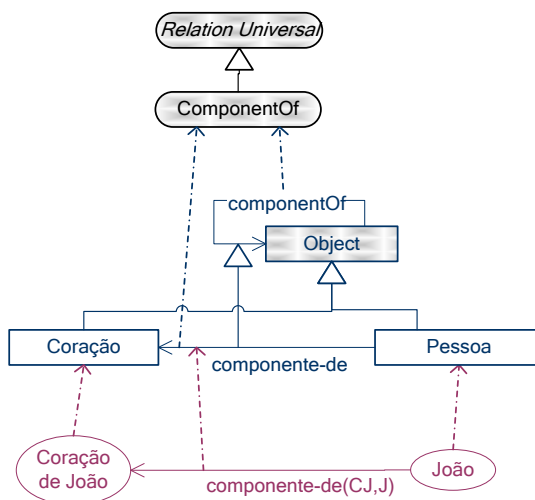 Relation Universal
ComponentOf
componentOf
Object
Coração
Pessoa
componente-de
Coração
de João
João
componente-de(CJ,J)